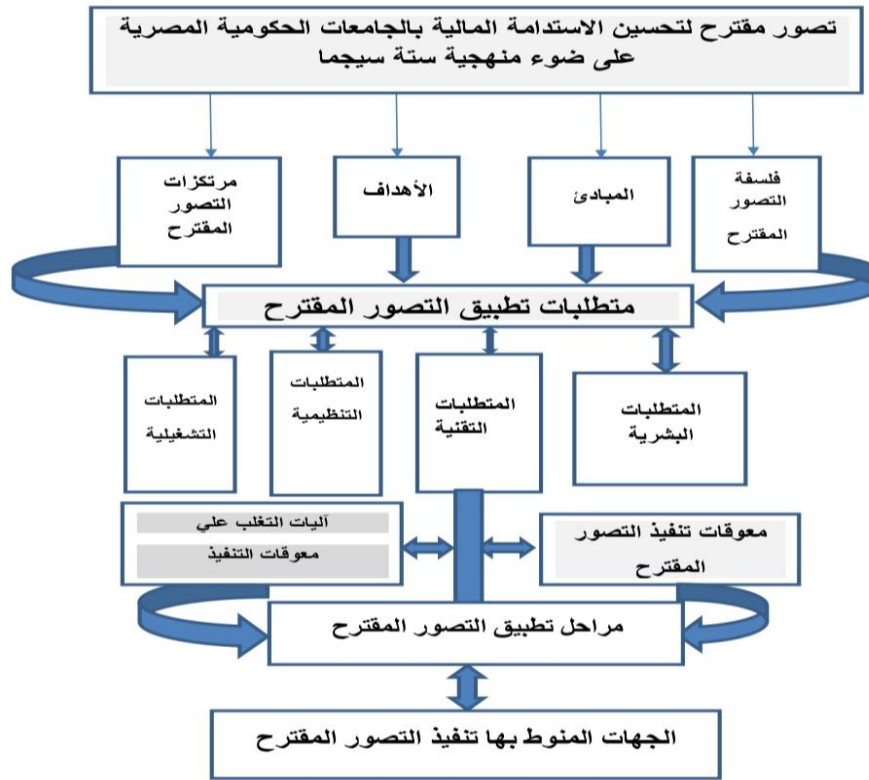 تصور مقترح لتحسين الاستدامة المالية بالجامعات الحكومية المصرية
على ضوء منهجية ستة سيجما
فلسفة
التصور
المقترح
المبادئ
الأهداف
مرتكزات
التصور
المقترح
متطلبات تطبيق التصور المقترح
المتطلبات
البشرية
المتطلبات
التقنية
المتطلبات
التنظيمية
المتطلبات
التشغيلية
معوقات تنفيذ التصور
المقترح
آليات التغلب علي
معوقات التنفيذ
مراحل تطبيق التصور المقترح
الجهات المنوط بها تنفيذ التصور المقترح